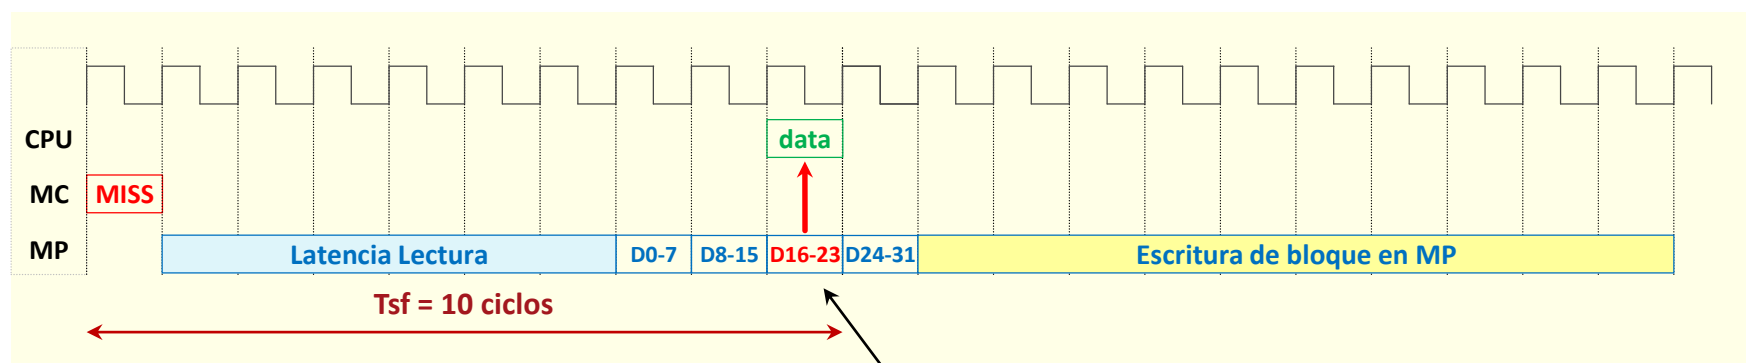 CPU
data
MC
MISS
MP
Latencia Lectura
D0-7
D8-15
D16-23
D24-31
Escritura de bloque en MP
Tsf = 10 ciclos